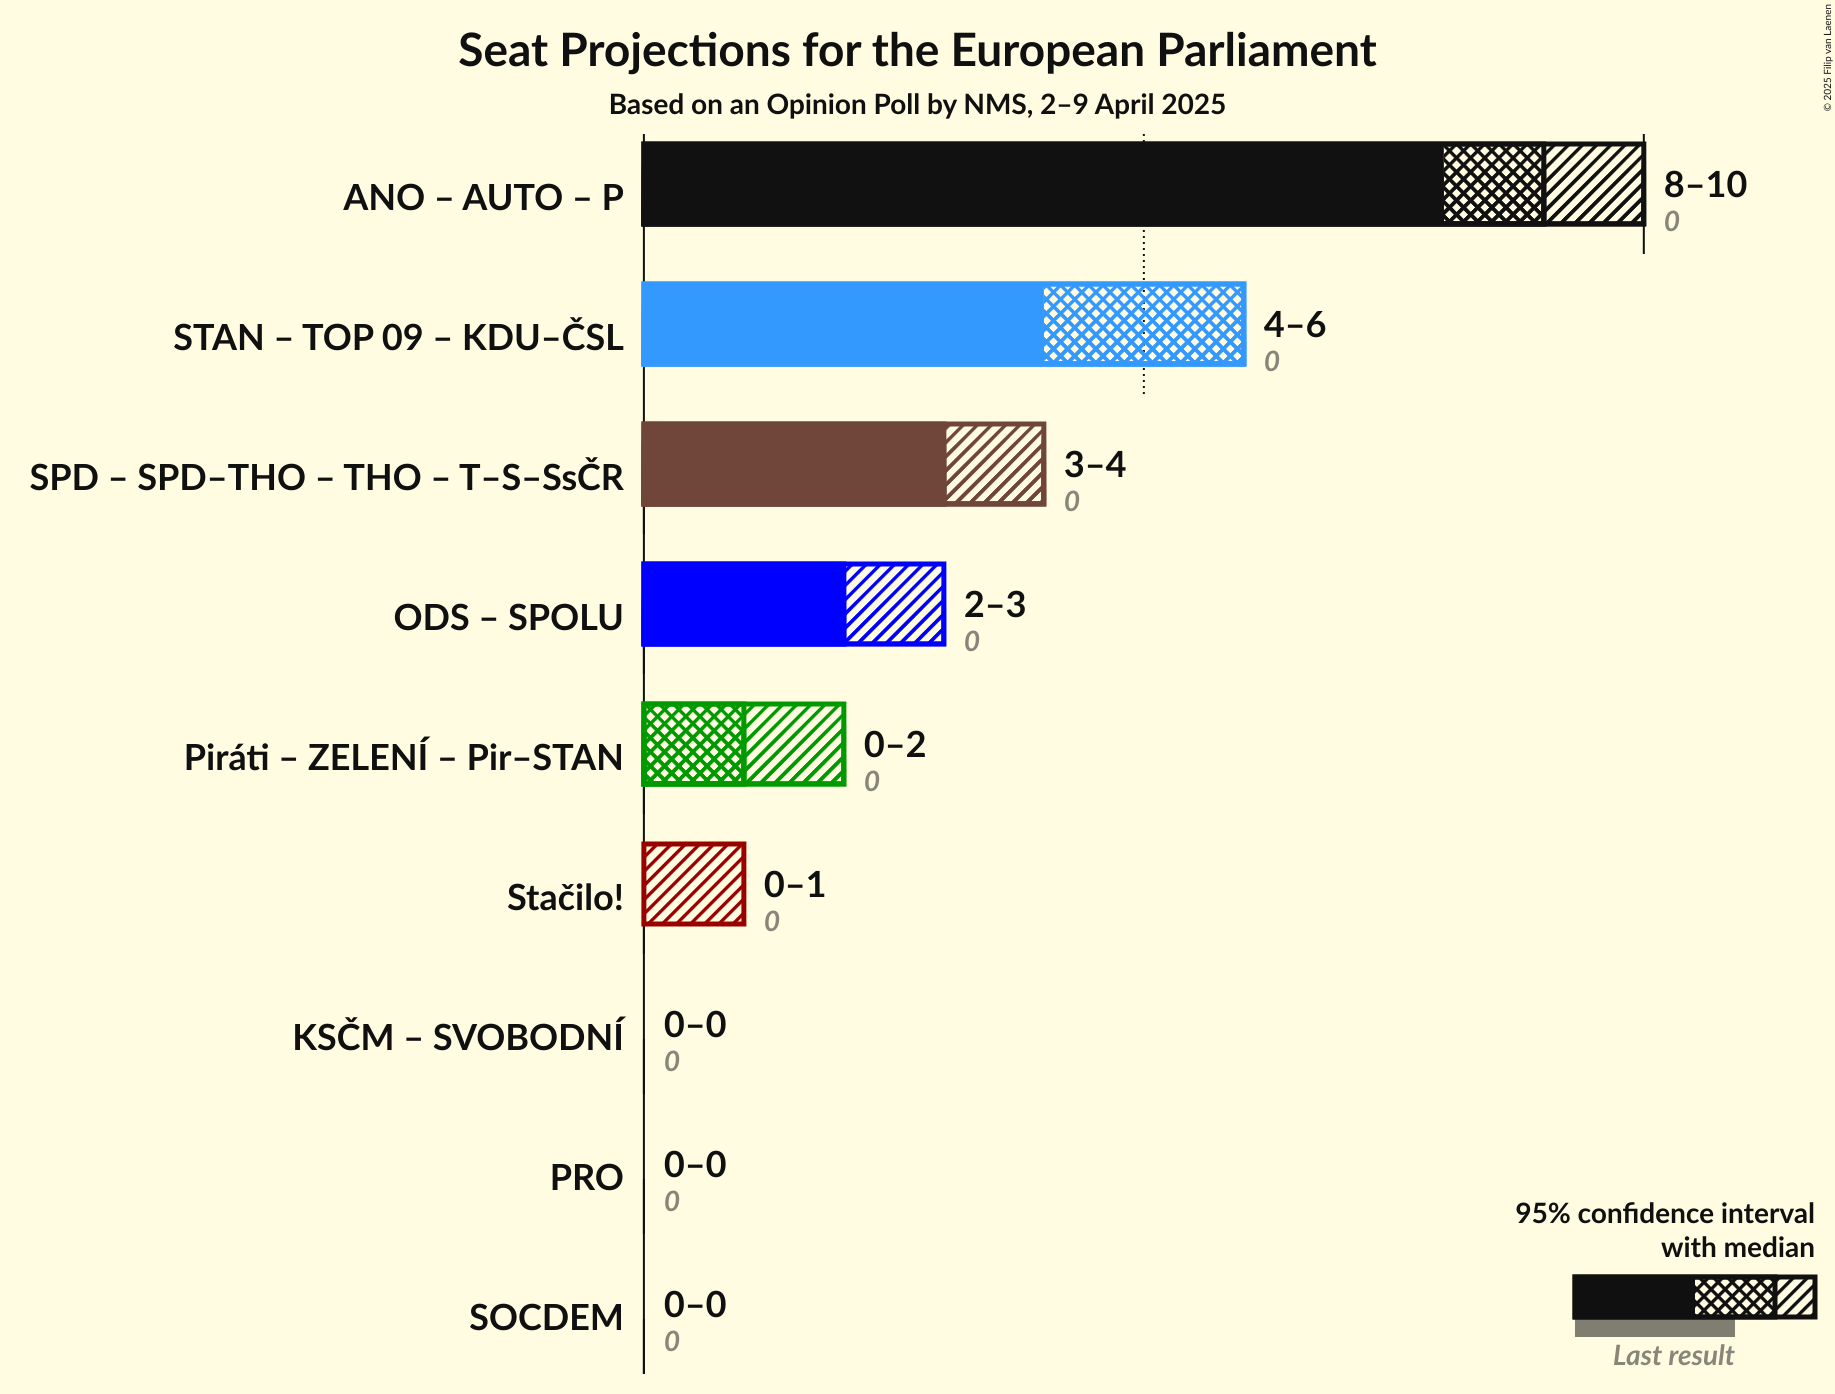 Seat Projections for the European Parliament
Based on an Opinion Poll by NMS, 2–9 April 2025
© 2025 Filip van Laenen
ANO – AUTO – P
8–10
0
STAN – TOP 09 – KDU–ČSL
4–6
0
SPD – SPD–THO – THO – T–S–SsČR
3–4
0
ODS – SPOLU
2–3
0
Piráti – ZELENÍ – Pir–STAN
0–2
0
Stačilo!
0–1
0
KSČM – SVOBODNÍ
0–0
0
PRO
0–0
0
SOCDEM
0–0
0
95% confidence interval
with median
Last result